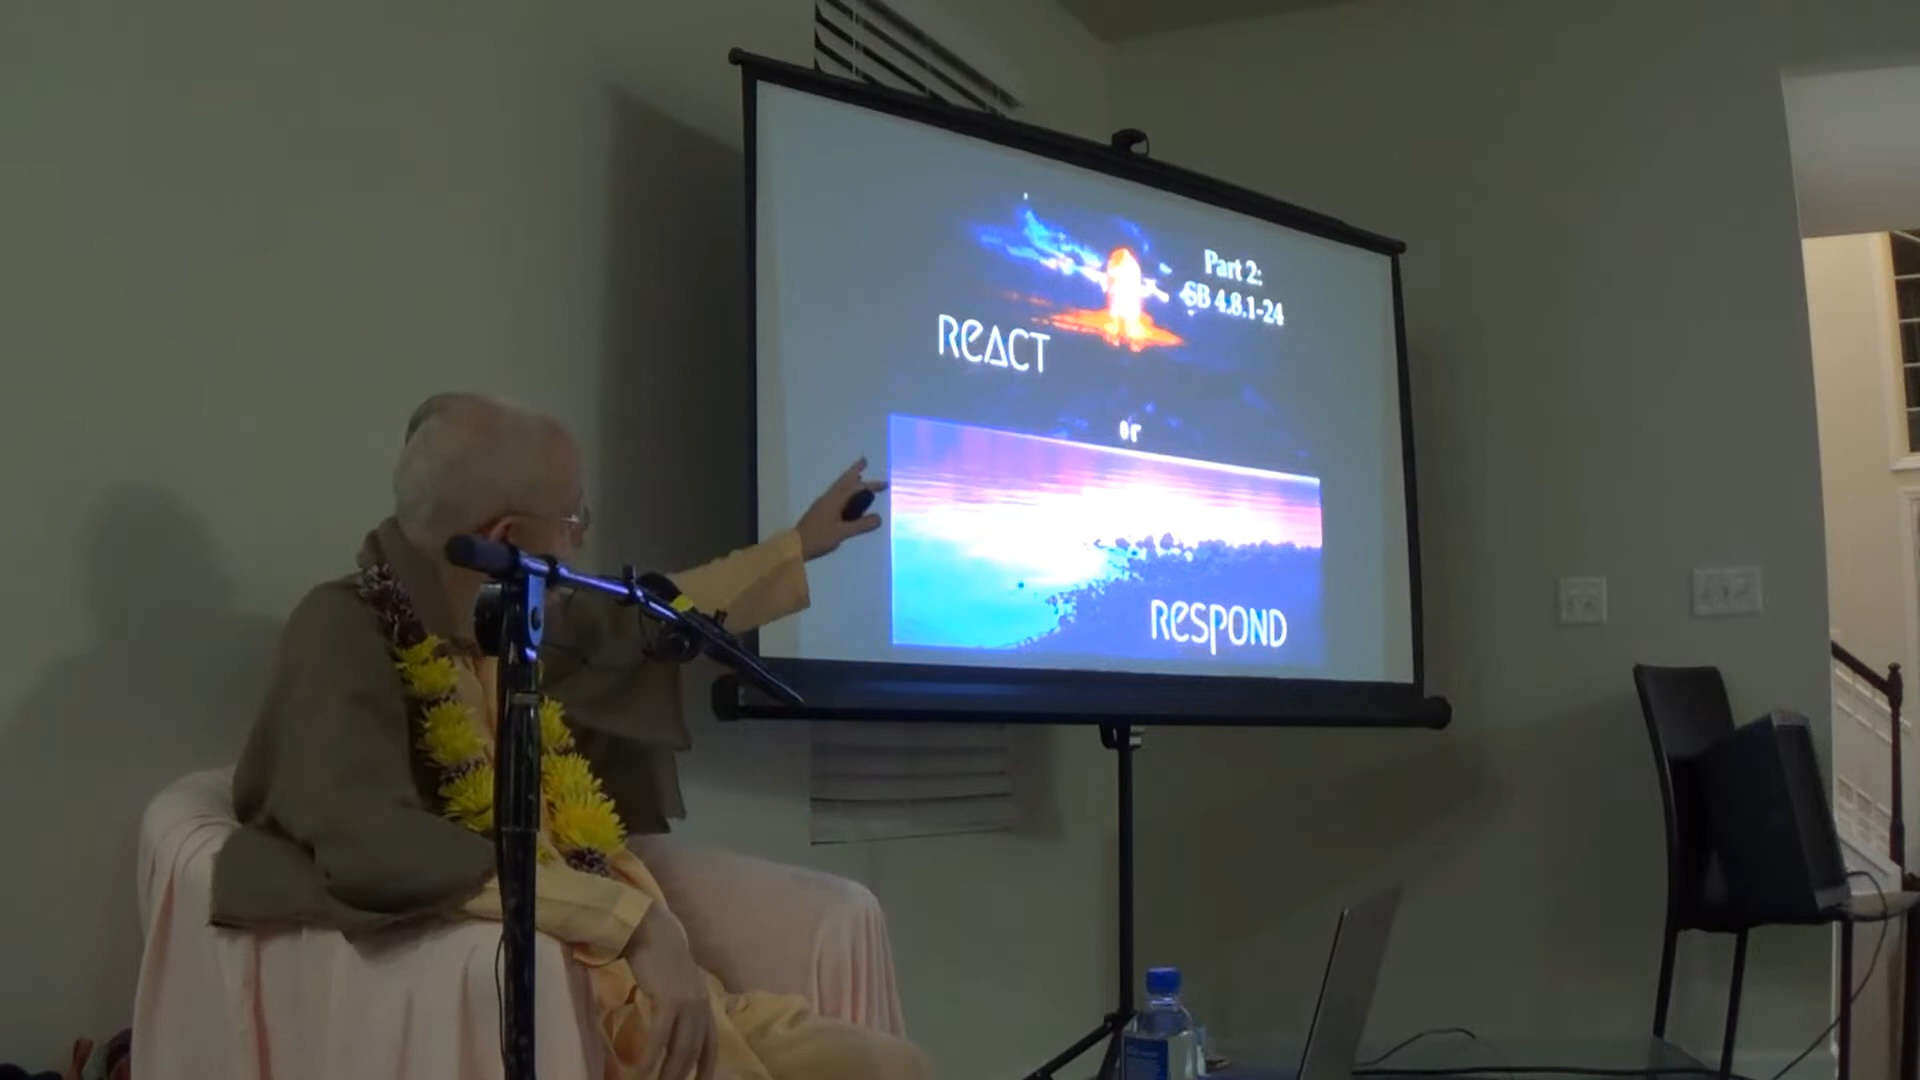 Part 2:
SB 4.8.1-24
REACT
or
RESPOND